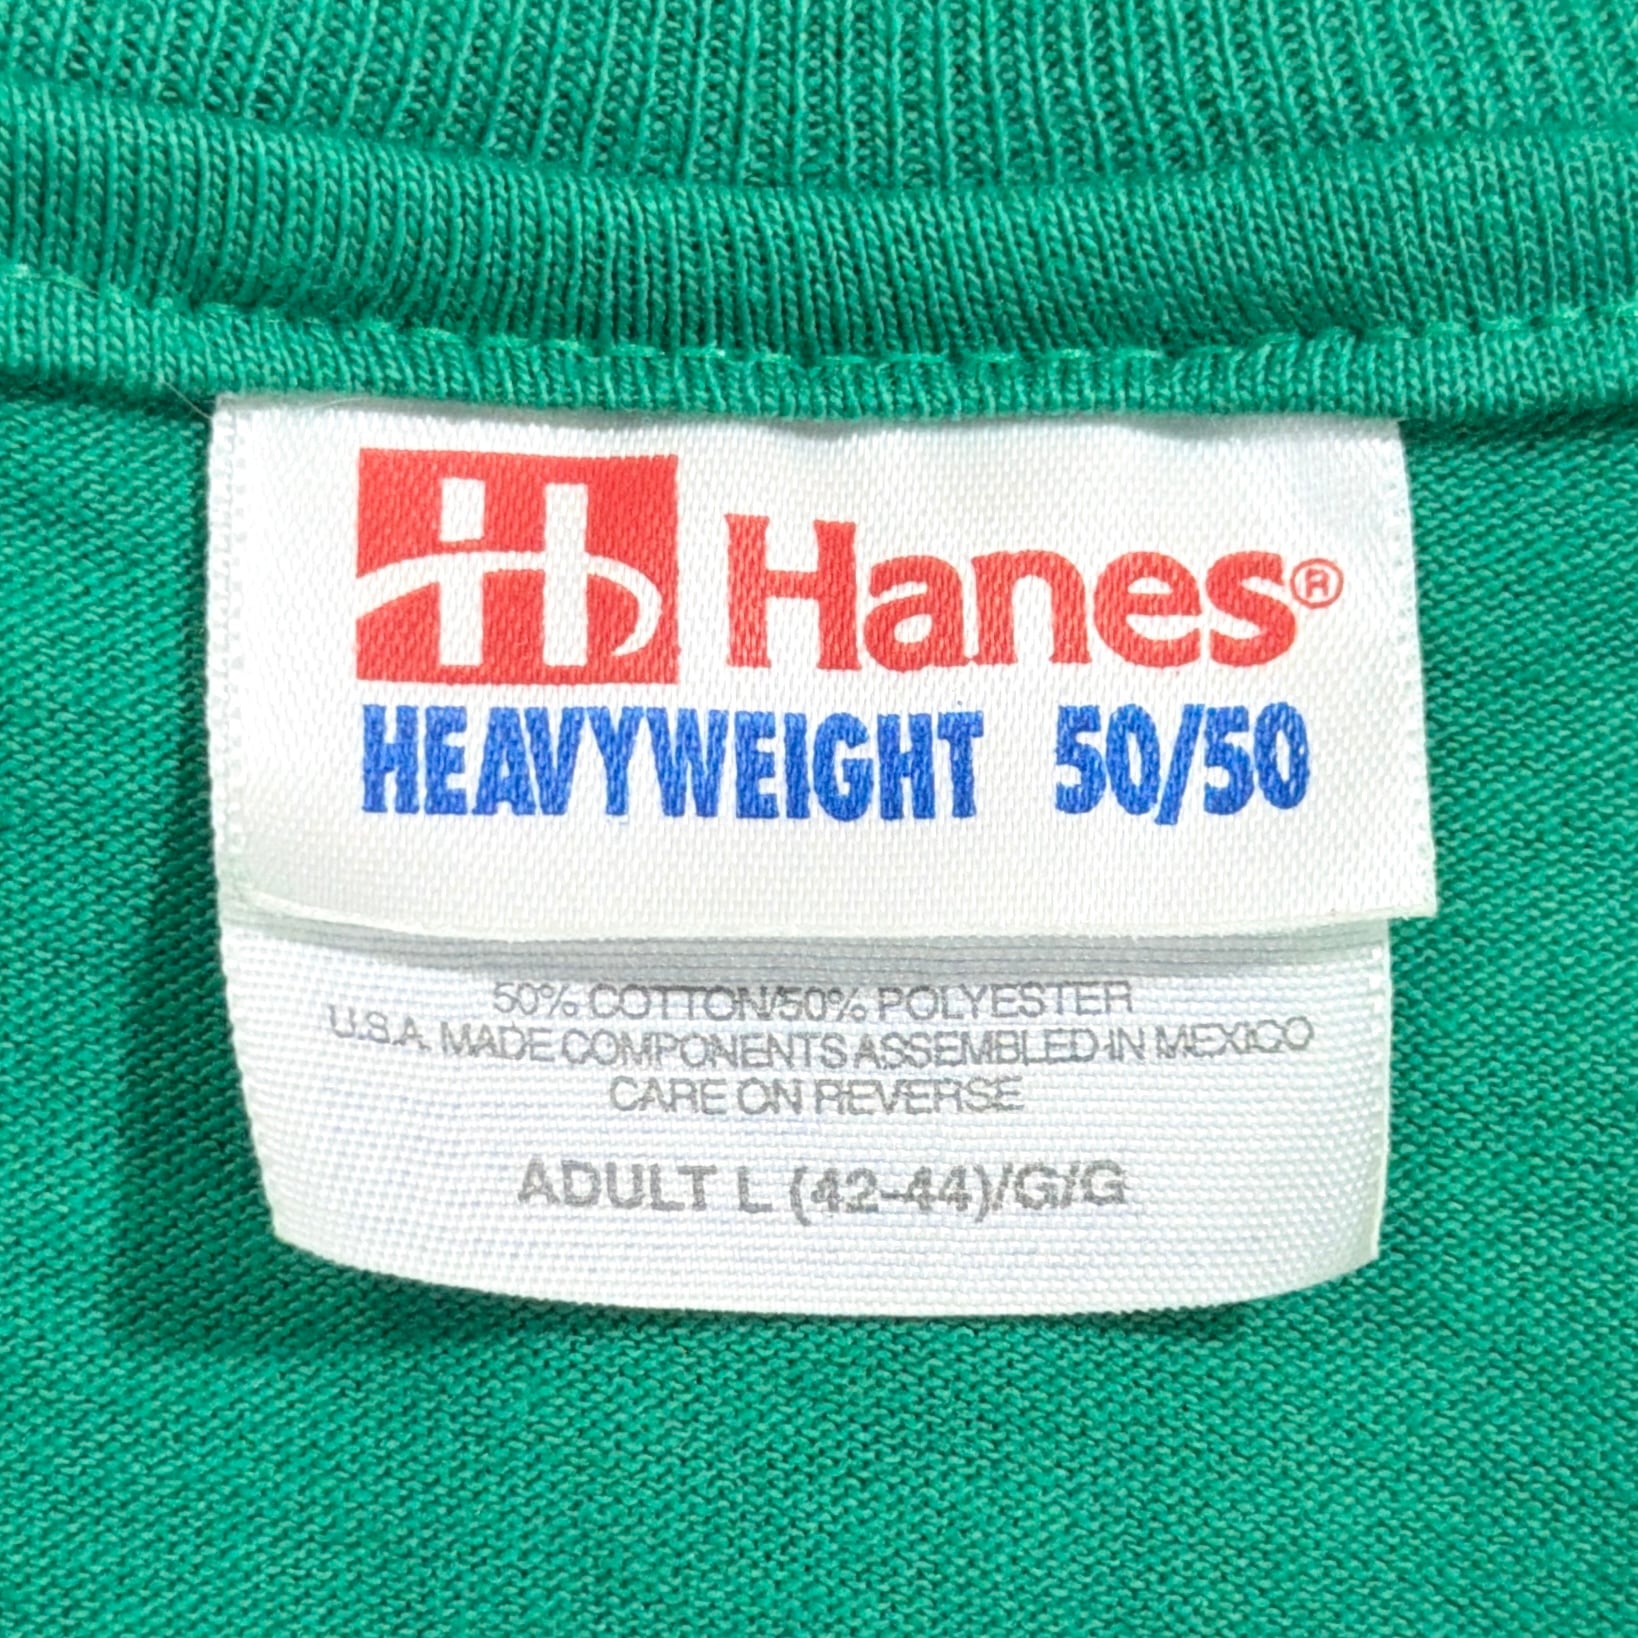 H Hanes®
HEAVYWEIGHT 50/50
50% COTTON/50% POLYESTER
U.S.A. MADE COMPONENTS ASSEMBLED IN MEXICO
CARE ON REVERSE
ADULT L (42-44)/G/G